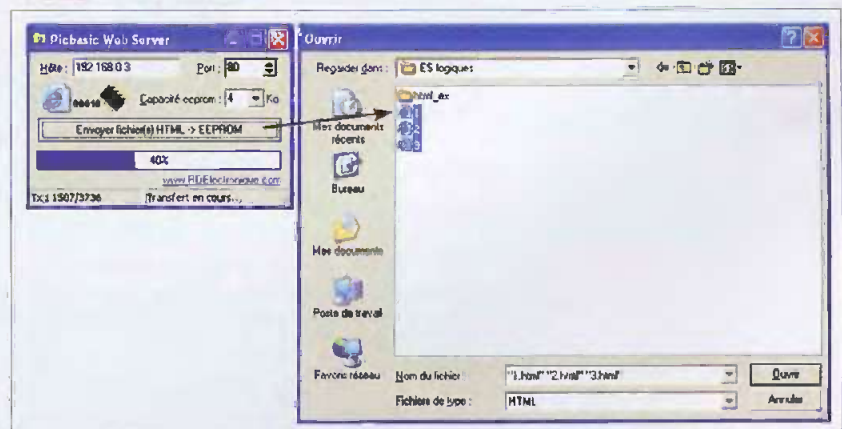 Picbasic Web Server
Hôte : 192 168 0 3 Port : 80
00010 Capacité eeprom : 4 Ko
Envoyer fichier(s) HTML -> EEPROM
40%
www.RDElectronique.com
Tx : 1507/3736 Transfert en cours...
Ouvrir
Regarder dans : ES logiques
html_ex
1
2
3
Mes documents récents
Bureau
Mes documents
Poste de travail
Favoris réseau
Nom du fichier : "1.html" "2.html" "3.html" Ouvrir
Fichiers de type : HTML Annuler